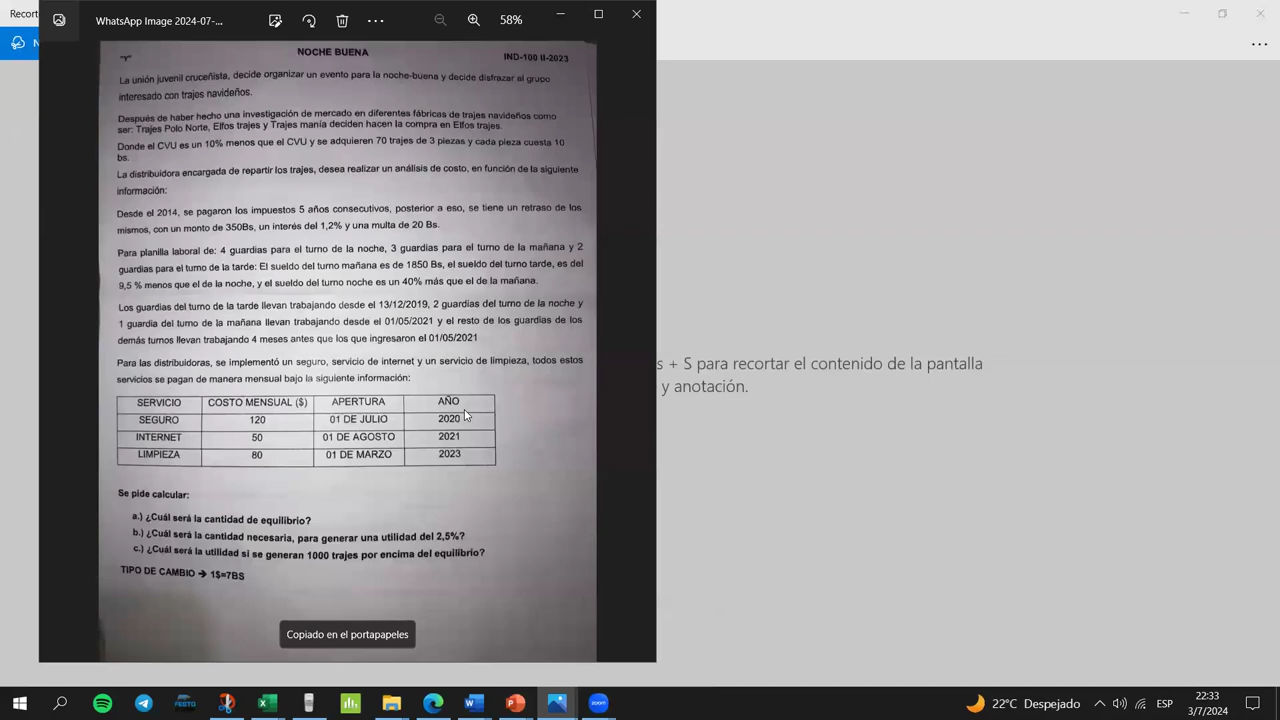 Recorte
WhatsApp Image 2024-07-...
58%
N
NOCHE BUENA
IND-100 II-2023
La unión juvenil cruceñista, decide organizar un evento para la noche-buena y decide disfrazar al grupo
interesado con trajes navideños.
Después de haber hecho una investigación de mercado en diferentes fábricas de trajes navideños como
ser: Trajes Polo Norte, Elfos trajes y Trajes manía deciden hacen la compra en Elfos trajes.
Donde el CVU es un 10% menos que el CVU y se adquieren 70 trajes de 3 piezas y cada pieza cuesta 10
bs.
La distribuidora encargada de repartir los trajes, desea realizar un análisis de costo, en función de la siguiente
información:
Desde el 2014, se pagaron los impuestos 5 años consecutivos, posterior a eso, se tiene un retraso de los
mismos, con un monto de 350Bs, un interés del 1,2% y una multa de 20 Bs.
Para planilla laboral de: 4 guardias para el turno de la noche, 3 guardias para el turno de la mañana y 2
guardias para el turno de la tarde: El sueldo del turno mañana es de 1850 Bs, el sueldo del turno tarde, es del
9,5 % menos que el de la noche, y el sueldo del turno noche es un 40% más que el de la mañana.
Los guardias del turno de la tarde llevan trabajando desde el 13/12/2019, 2 guardias del turno de la noche y
1 guardia del turno de la mañana llevan trabajando desde el 01/05/2021 y el resto de los guardias de los
demás turnos llevan trabajando 4 meses antes que los que ingresaron el 01/05/2021
Para las distribuidoras, se implementó un seguro, servicio de internet y un servicio de limpieza, todos estos
servicios se pagan de manera mensual bajo la siguiente información:
SERVICIO COSTO MENSUAL ($) APERTURA AÑO
SEGURO 120 01 DE JULIO 2020
INTERNET 50 01 DE AGOSTO 2021
LIMPIEZA 80 01 DE MARZO 2023
Se pide calcular:
a.) ¿Cuál será la cantidad de equilibrio?
b.) ¿Cuál será la cantidad necesaria, para generar una utilidad del 2,5%?
c.) ¿Cuál será la utilidad si se generan 1000 trajes por encima del equilibrio?
TIPO DE CAMBIO → 1$=7BS
Copiado en el portapapeles
s + S para recortar el contenido de la pantalla
y anotación.
FESTO
22°C Despejado
ESP
22:33
3/7/2024